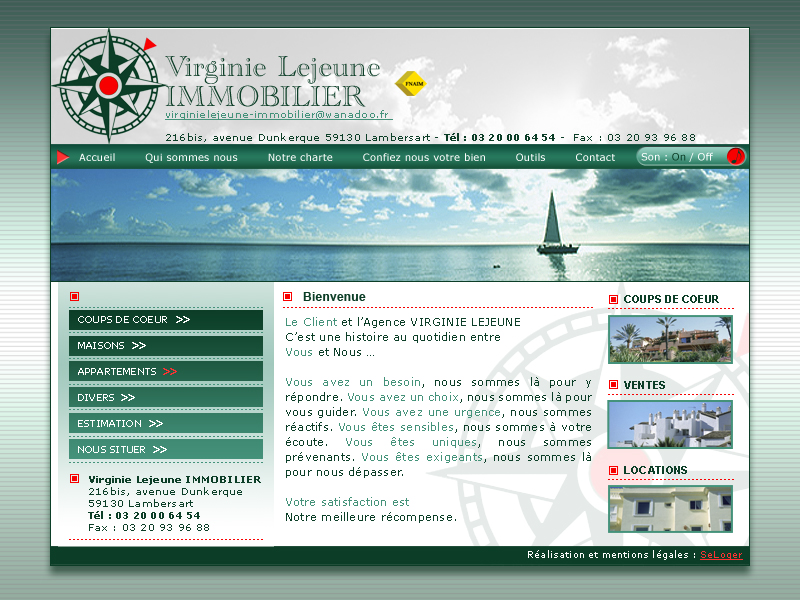 Virginie Lejeune
IMMOBILIER
FNAIM
virginielejeune-immobilier@wanadoo.fr
216bis, avenue Dunkerque 59130 Lambersart - Tél : 03 20 00 64 54 - Fax : 03 20 93 96 88
Accueil Qui sommes nous Notre charte Confiez nous votre bien Outils Contact Son : On / Off
COUPS DE COEUR >>
MAISONS >>
APPARTEMENTS >>
DIVERS >>
ESTIMATION >>
NOUS SITUER >>
Virginie Lejeune IMMOBILIER
216bis, avenue Dunkerque
59130 Lambersart
Tél : 03 20 00 64 54
Fax : 03 20 93 96 88
Bienvenue
Le Client et l'Agence VIRGINIE LEJEUNE
C'est une histoire au quotidien entre
Vous et Nous ...
Vous avez un besoin, nous sommes là pour y
répondre. Vous avez un choix, nous sommes là pour
vous guider. Vous avez une urgence, nous sommes
réactifs. Vous êtes sensibles, nous sommes à votre
écoute. Vous êtes uniques, nous sommes
prévenants. Vous êtes exigeants, nous sommes là
pour nous dépasser.
Votre satisfaction est
Notre meilleure récompense.
COUPS DE COEUR
VENTES
LOCATIONS
Réalisation et mentions légales : SeLoger